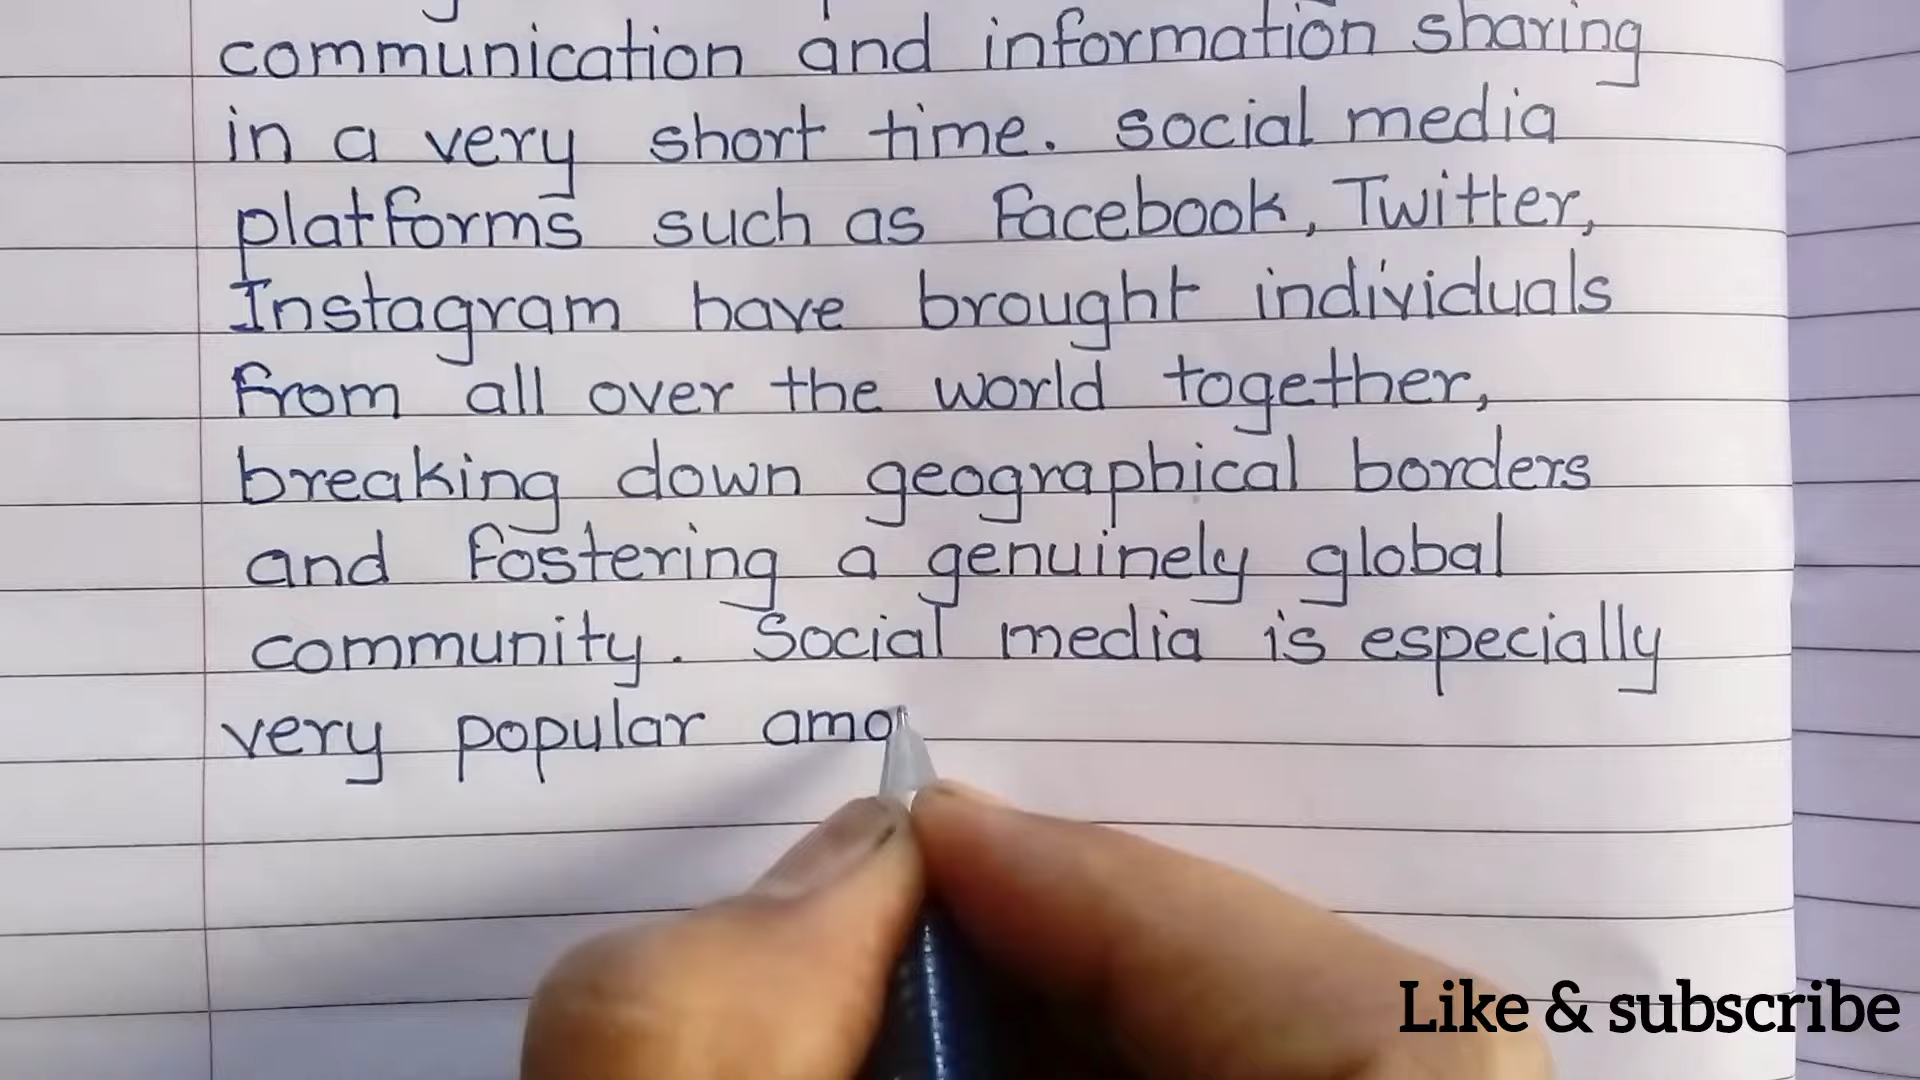 communication and information sharing
in a very short time. social media
platforms such as Facebook, Twitter,
Instagram have brought individuals
from all over the world together,
breaking down geographical borders
and fostering a genuinely global
community. Social media is especially
very popular amo
Like & subscribe